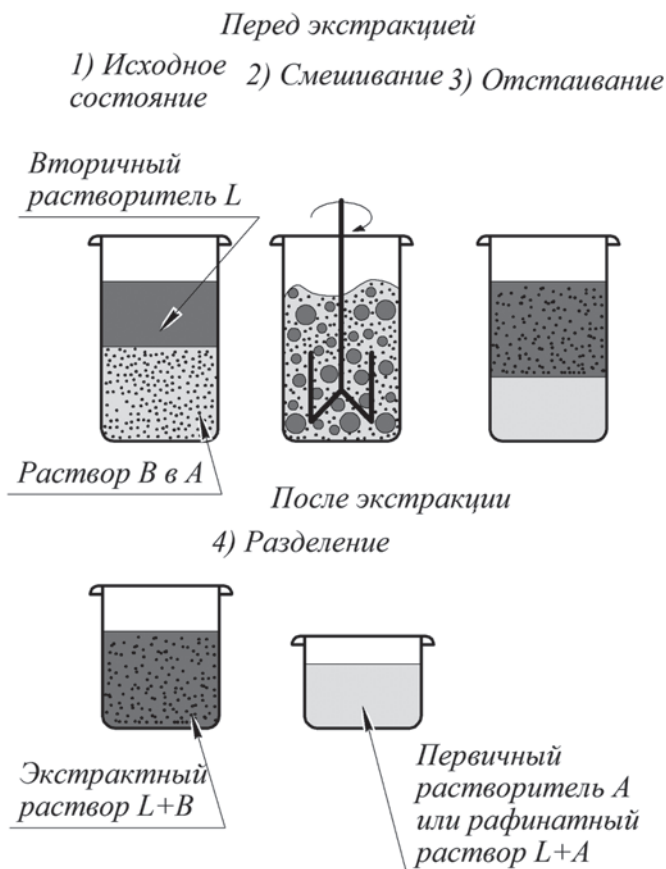 Перед экстракцией
1) Исходное
состояние
2) Смешивание
3) Отстаивание
Вторичный
растворитель L
Раствор В в А
После экстракции
4) Разделение
Экстрактный
раствор L+B
Первичный
растворитель А
или рафинатный
раствор L+A